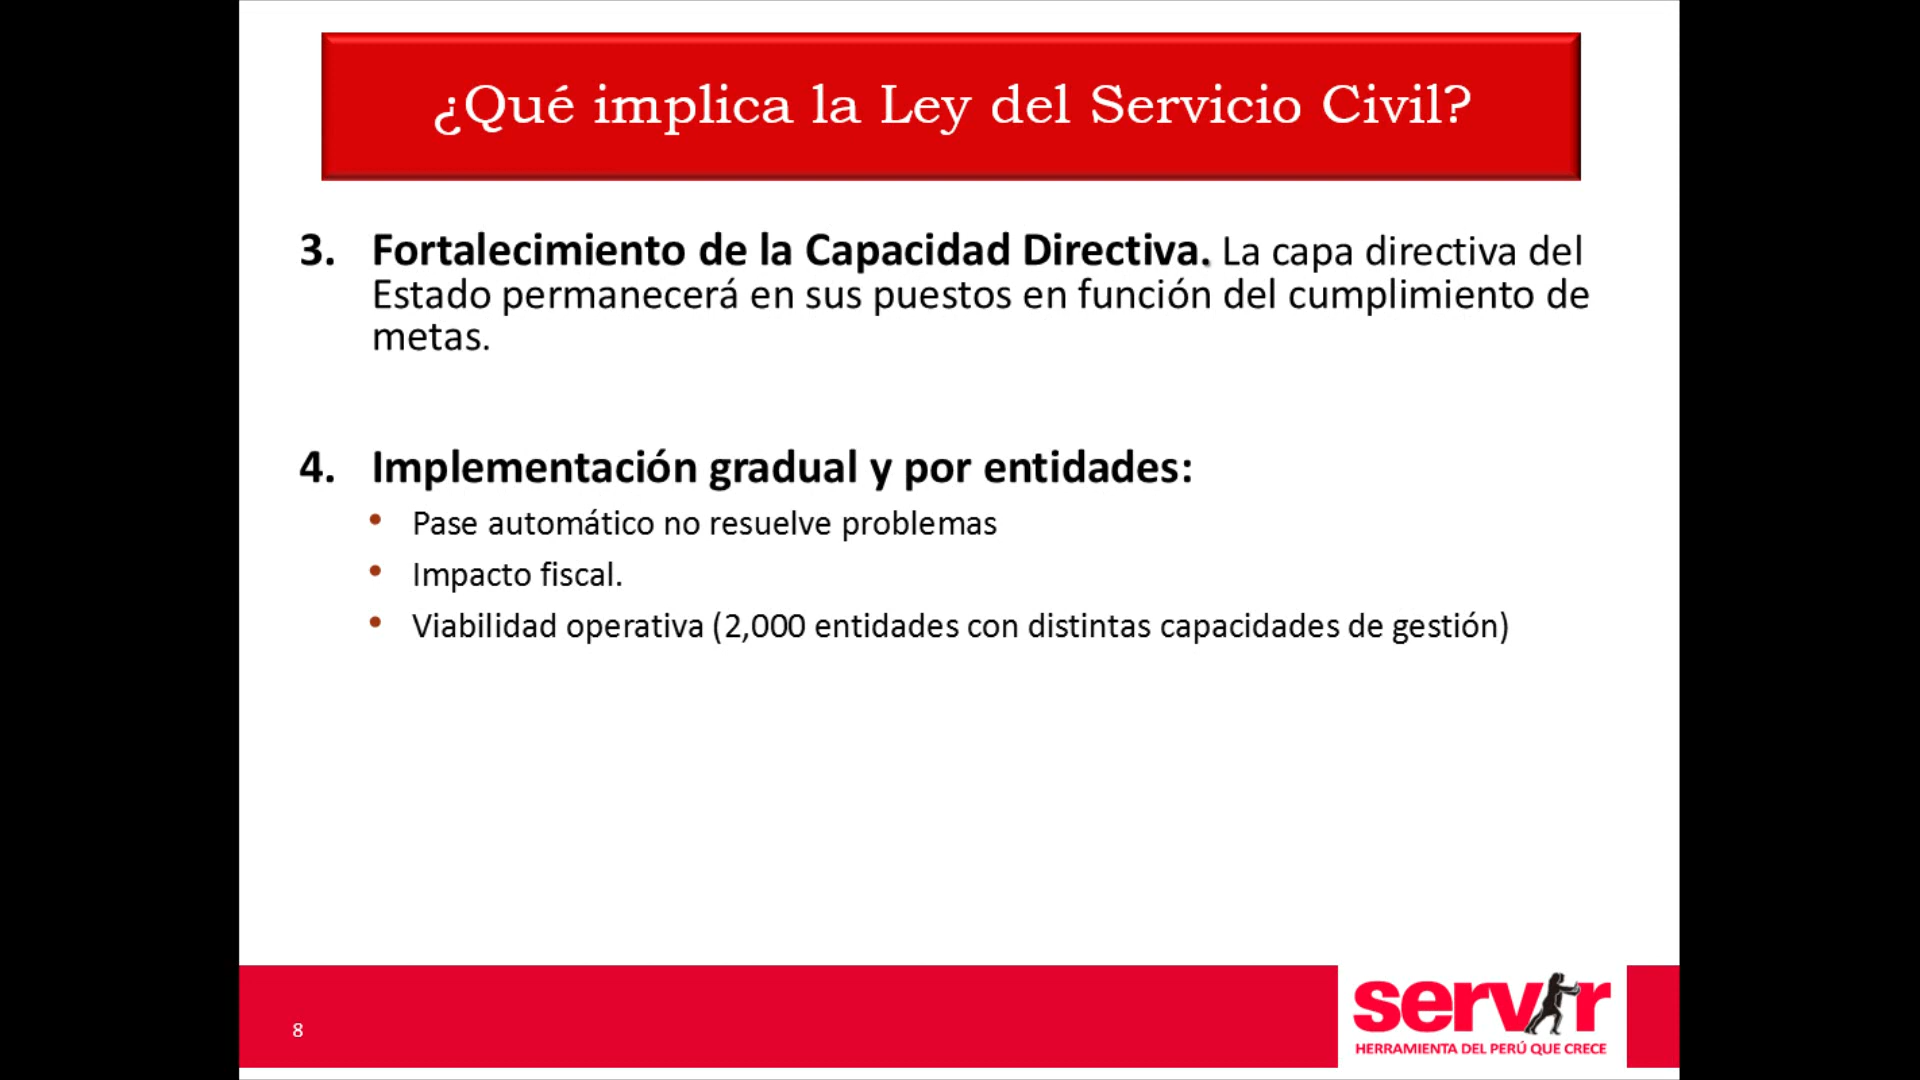 ¿Qué implica la Ley del Servicio Civil?
3. Fortalecimiento de la Capacidad Directiva. La capa directiva del
Estado permanecerá en sus puestos en función del cumplimiento de
metas.
4. Implementación gradual y por entidades:
• Pase automático no resuelve problemas
• Impacto fiscal.
• Viabilidad operativa (2,000 entidades con distintas capacidades de gestión)
8
servir
HERRAMIENTA DEL PERÚ QUE CRECE